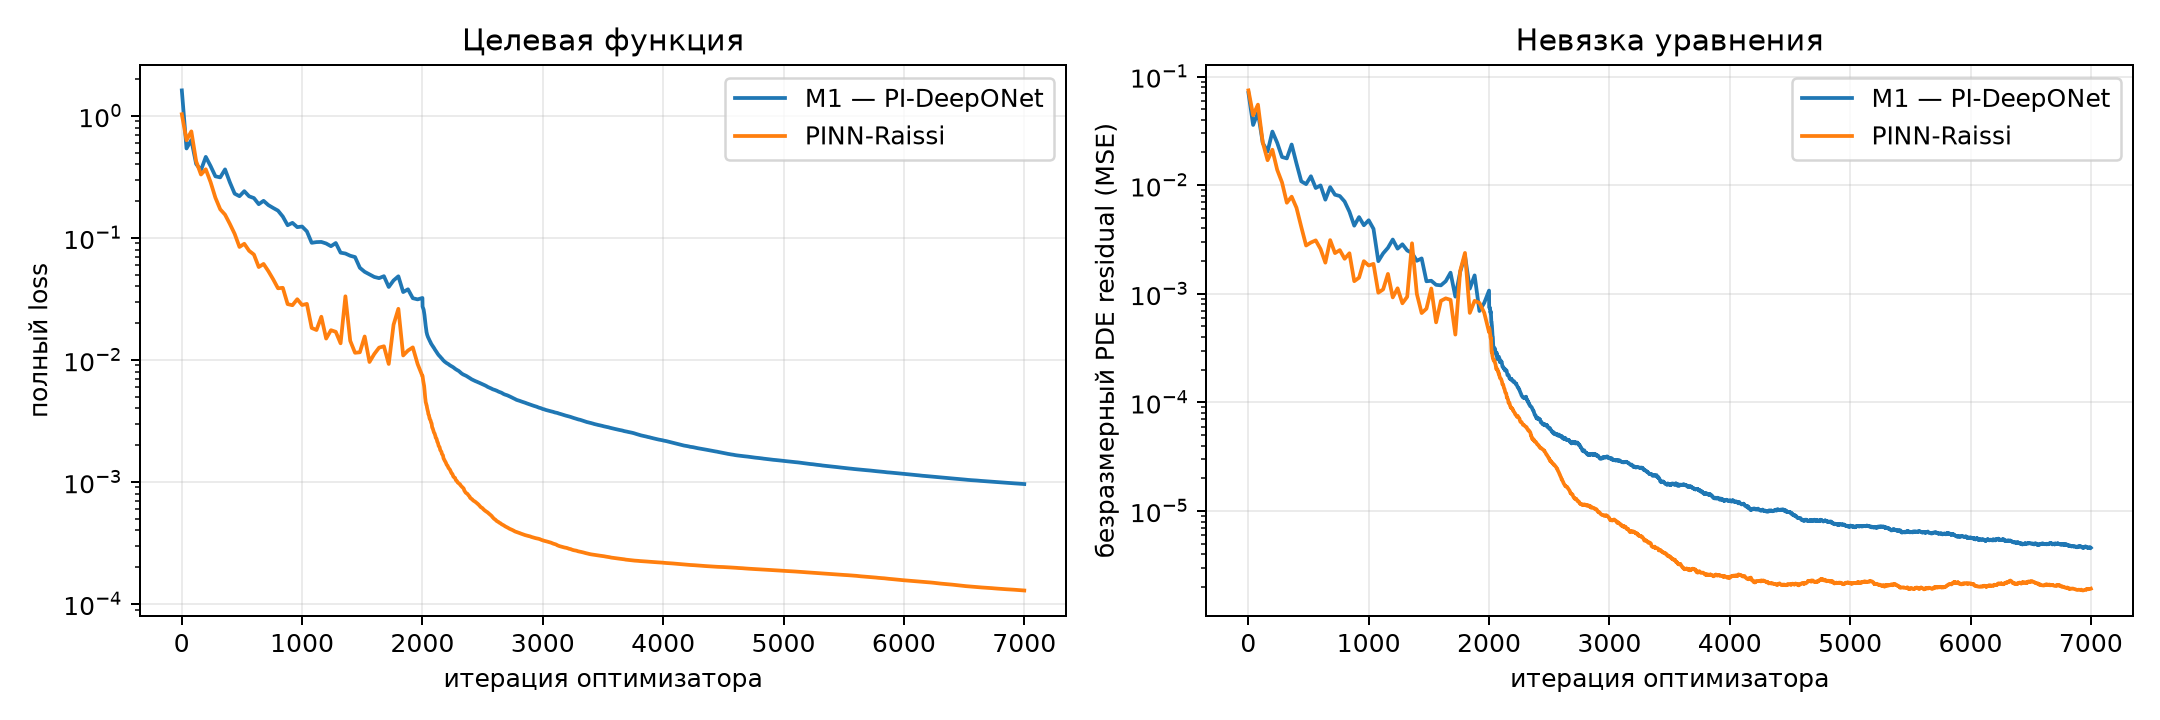 Целевая функция
полный loss
10⁰
10⁻¹
10⁻²
10⁻³
10⁻⁴
M1 — PI-DeepONet
PINN-Raissi
0 1000 2000 3000 4000 5000 6000 7000
итерация оптимизатора
Невязка уравнения
безразмерный PDE residual (MSE)
10⁻¹
10⁻²
10⁻³
10⁻⁴
10⁻⁵
M1 — PI-DeepONet
PINN-Raissi
0 1000 2000 3000 4000 5000 6000 7000
итерация оптимизатора